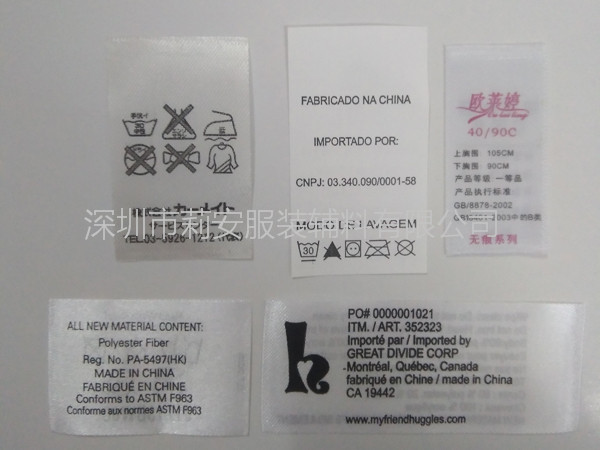 手洗イ
FABRICADO NA CHINA
IMPORTADO POR:
CNPJ: 03.340.090/0001-58
MODO DE LAVAGEM
30
欧莱婷
40/90C
上胸围 105CM
下胸围 90CM
产品等级 一等品
产品执行标准
GB/8878-2002
无痕系列
深圳市莉安服装辅料有限公司
ALL NEW MATERIAL CONTENT:
Polyester Fiber
Reg. No. PA-5497(HK)
MADE IN CHINA
FABRIQUÉ EN CHINE
Conforms to ASTM F963
Conforme aux normes ASTM F963
PO# 0000001021
ITM. / ART. 352323
Importé par / Imported by
GREAT DIVIDE CORP
Montréal, Québec, Canada
fabriqué en Chine / made in China
CA 19442
www.myfriendhuggles.com